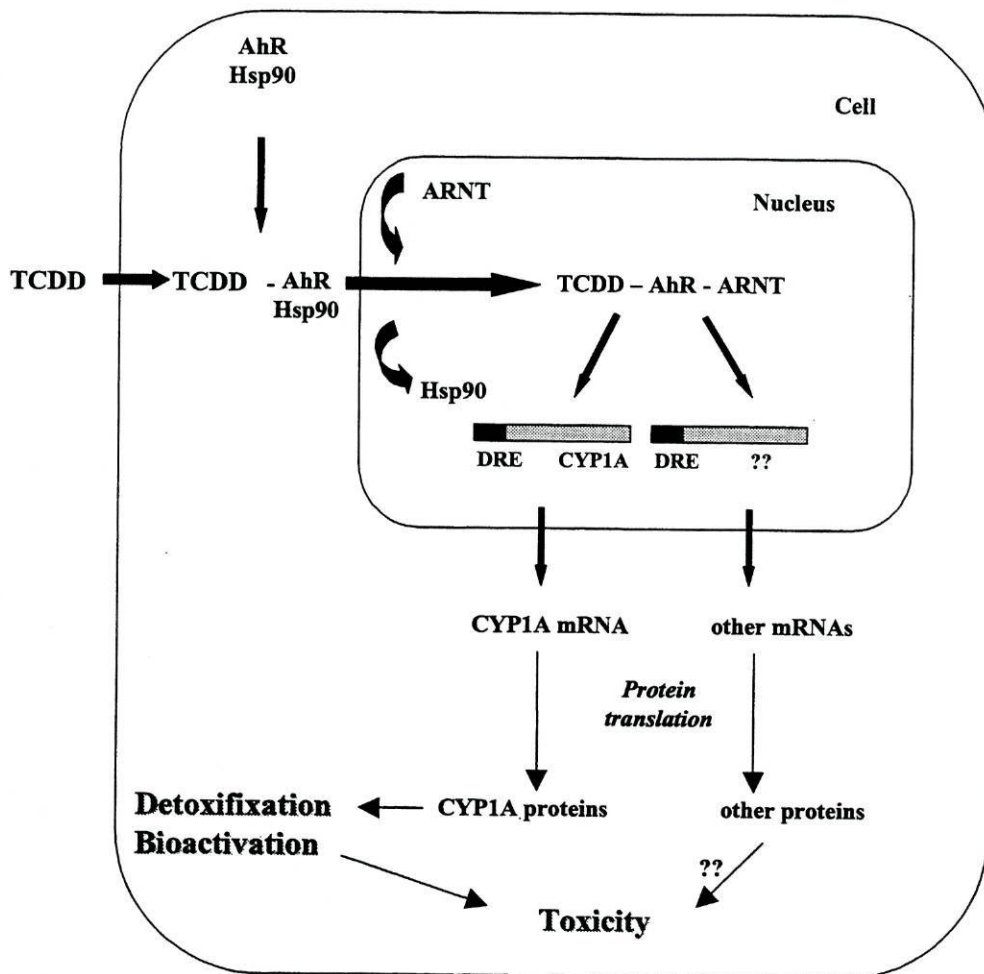 AhR
Hsp90
Cell
ARNT
Nucleus
TCDD
TCDD - AhR
Hsp90
TCDD – AhR - ARNT
Hsp90
DRE CYP1A
DRE ??
CYP1A mRNA
other mRNAs
Protein
translation
Detoxifixation
Bioactivation
CYP1A proteins
other proteins
??
Toxicity